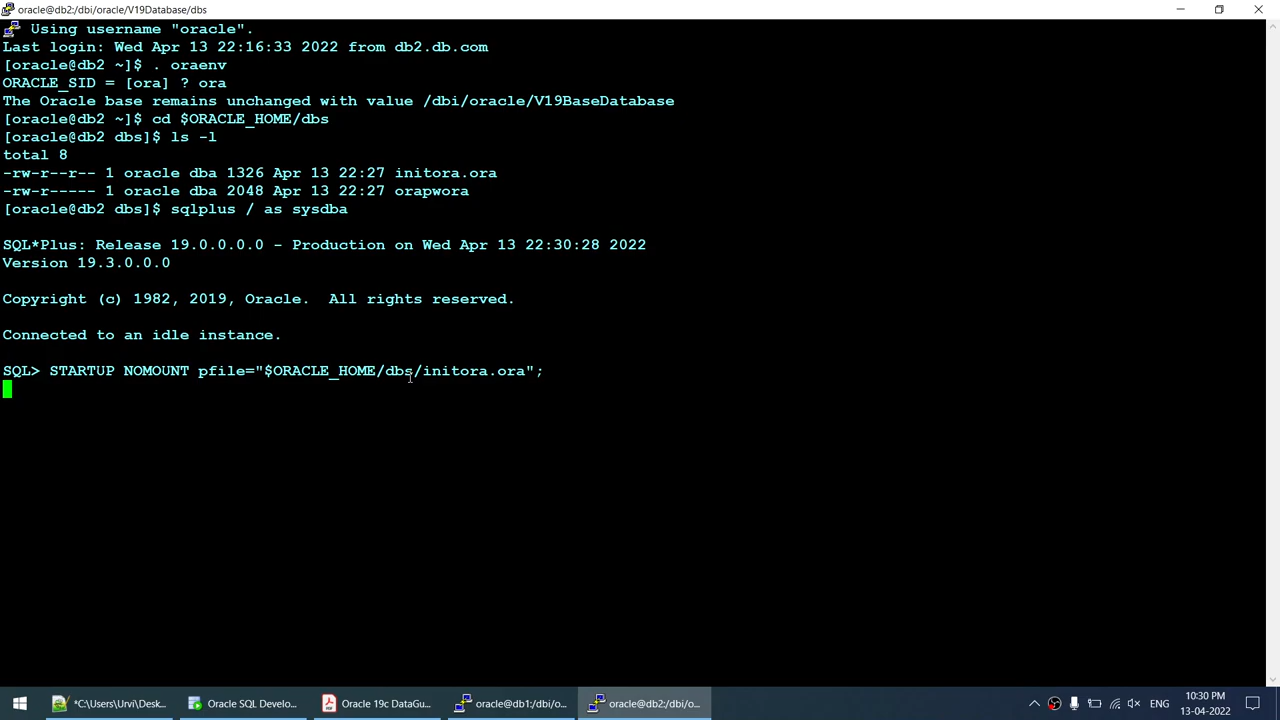 oracle@db2:/dbi/oracle/V19Database/dbs
Using username "oracle".
Last login: Wed Apr 13 22:16:33 2022 from db2.db.com
[oracle@db2 ~]$ . oraenv
ORACLE_SID = [ora] ? ora
The Oracle base remains unchanged with value /dbi/oracle/V19BaseDatabase
[oracle@db2 ~]$ cd $ORACLE_HOME/dbs
[oracle@db2 dbs]$ ls -l
total 8
-rw-r--r-- 1 oracle dba 1326 Apr 13 22:27 initora.ora
-rw-r----- 1 oracle dba 2048 Apr 13 22:27 orapwora
[oracle@db2 dbs]$ sqlplus / as sysdba
SQL*Plus: Release 19.0.0.0.0 - Production on Wed Apr 13 22:30:28 2022
Version 19.3.0.0.0
Copyright (c) 1982, 2019, Oracle.  All rights reserved.
Connected to an idle instance.
SQL> STARTUP NOMOUNT pfile="$ORACLE_HOME/dbs/initora.ora";
*C:\Users\Urvi\Desk...
Oracle SQL Develo...
Oracle 19c DataGu...
oracle@db1:/dbi/o...
oracle@db2:/dbi/o...
ENG
10:30 PM
13-04-2022